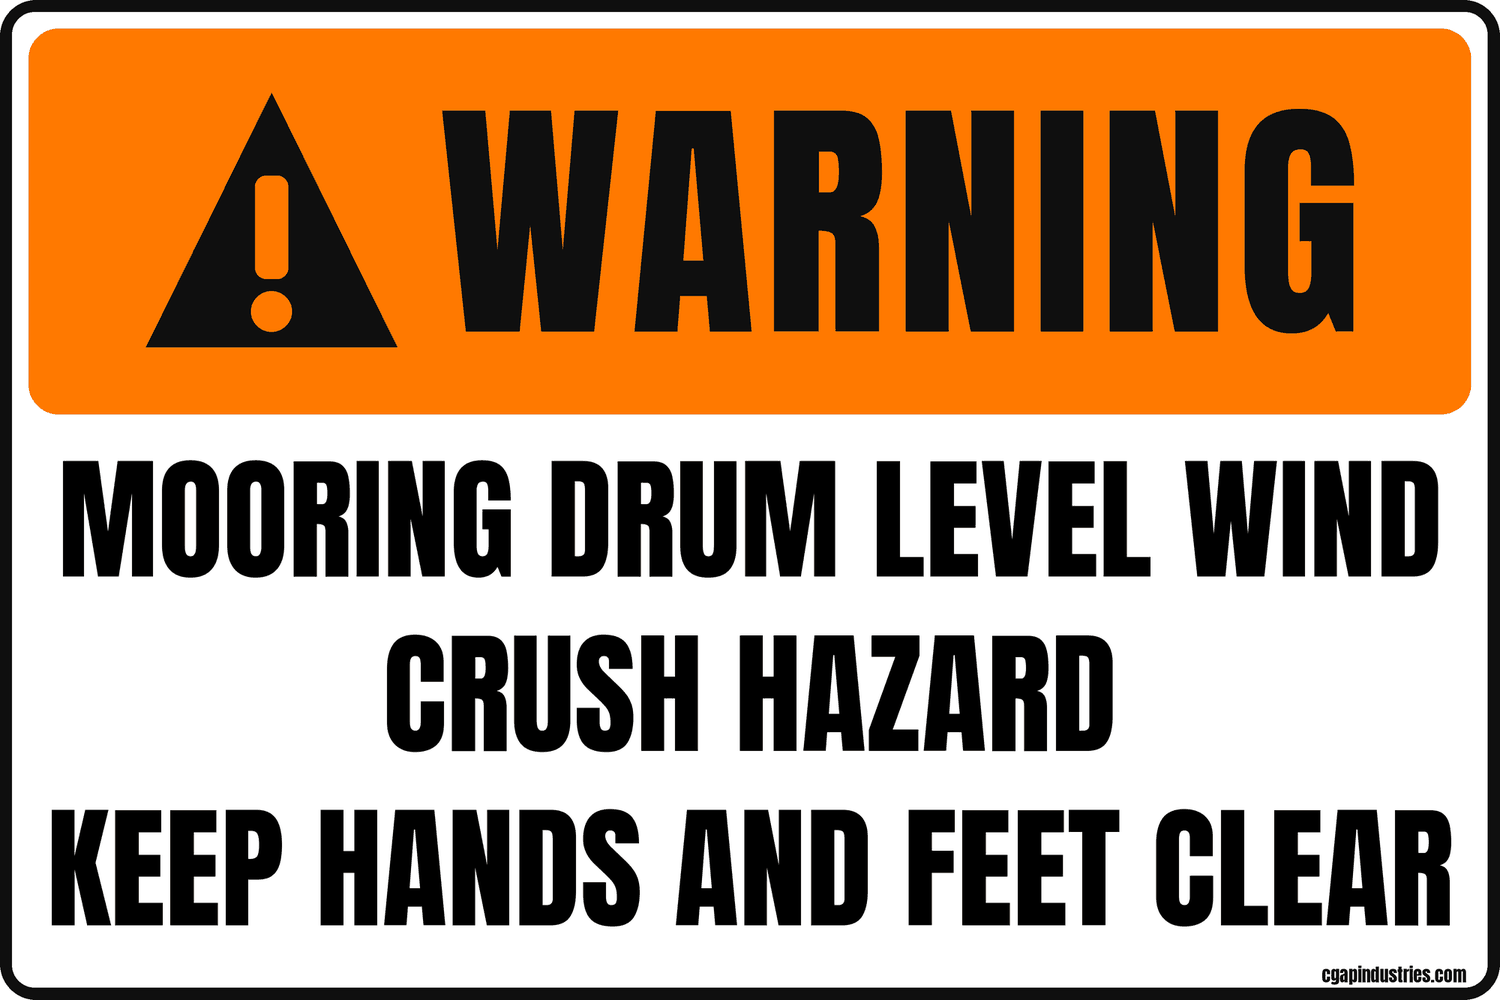 WARNING
MOORING DRUM LEVEL WIND
CRUSH HAZARD
KEEP HANDS AND FEET CLEAR
cgapindustries.com